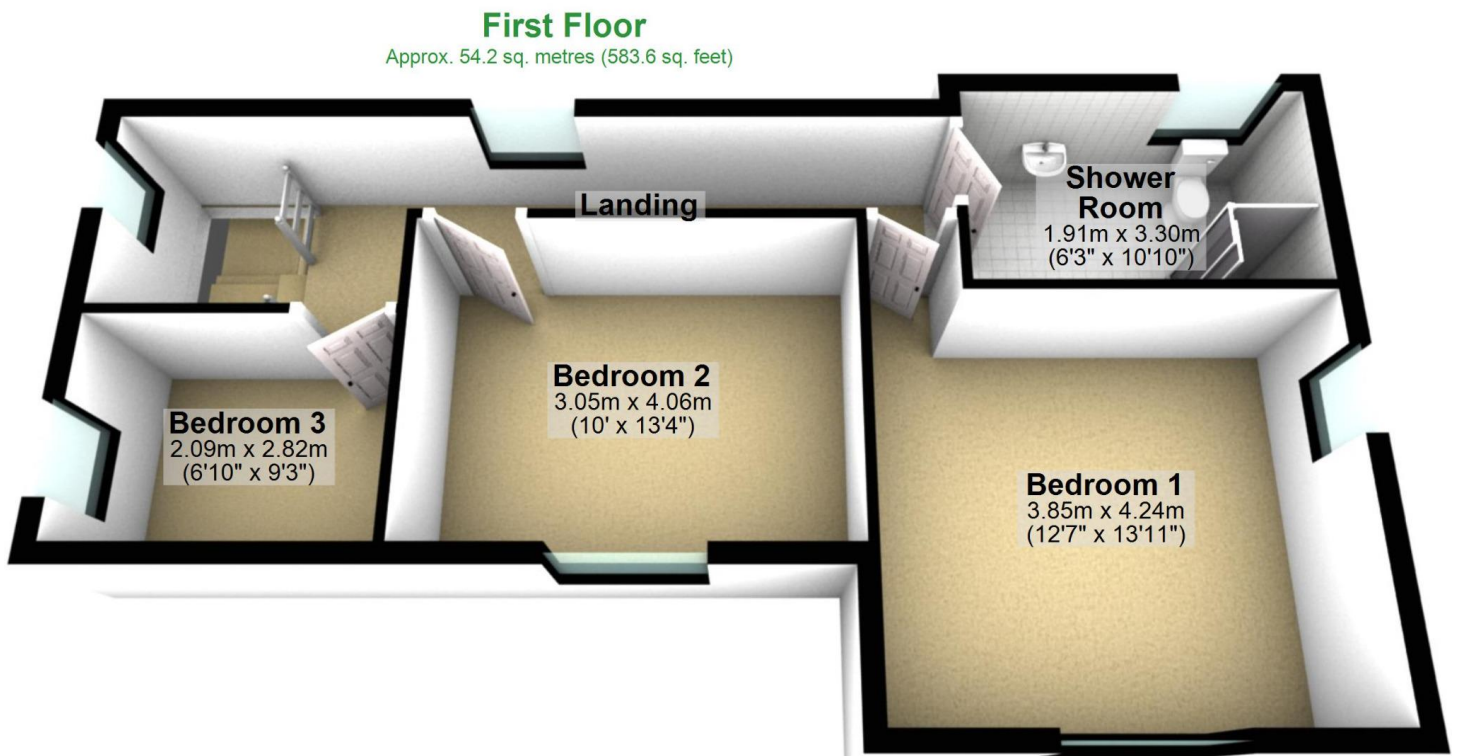 First Floor
Approx. 54.2 sq. metres (583.6 sq. feet)
Landing
Shower
Room
1.91m x 3.30m
(6'3" x 10'10")
Bedroom 2
3.05m x 4.06m
(10' x 13'4")
Bedroom 3
2.09m x 2.82m
(6'10" x 9'3")
Bedroom 1
3.85m x 4.24m
(12'7" x 13'11")